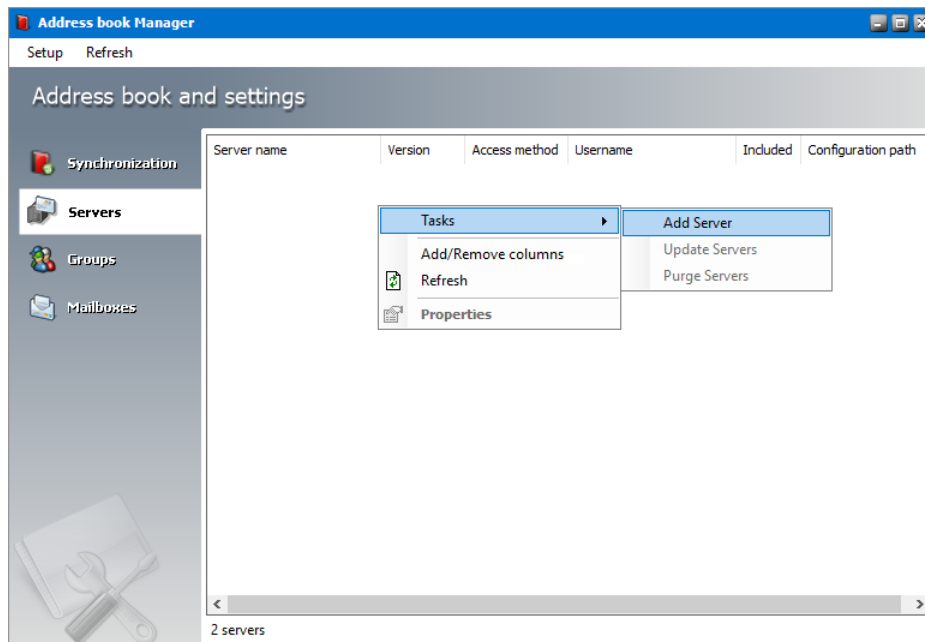 Address book Manager
Setup Refresh
Address book and settings
Synchronization
Servers
Groups
Mailboxes
Server name Version Access method Username Included Configuration path
Tasks
Add/Remove columns
Refresh
Properties
Add Server
Update Servers
Purge Servers
2 servers